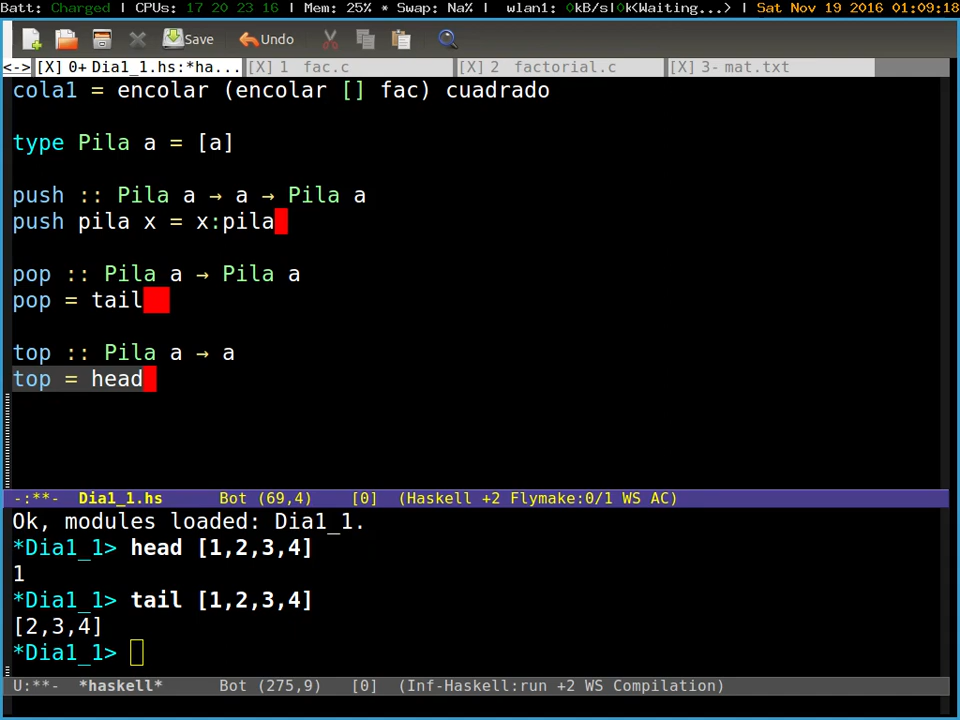 Batt: Charged | CPUs: 17 20 23 16 | Mem: 25% * Swap: Na% | wlan1: 0kB/s|0K(Waiting...) | Sat Nov 19 2016 01:09:18
Save Undo
<-> [X] 0+ Dia1_1.hs:*ha... [X] 1 fac.c [X] 2 factorial.c [X] 3- mat.txt
cola1 = encolar (encolar [] fac) cuadrado
type Pila a = [a]
push :: Pila a → a → Pila a
push pila x = x:pila
pop :: Pila a → Pila a
pop = tail
top :: Pila a → a
top = head
-:**- Dia1_1.hs Bot (69,4) [0] (Haskell +2 Flymake:0/1 WS AC)
Ok, modules loaded: Dia1_1.
*Dia1_1> head [1,2,3,4]
1
*Dia1_1> tail [1,2,3,4]
[2,3,4]
*Dia1_1>
U:**- *haskell* Bot (275,9) [0] (Inf-Haskell:run +2 WS Compilation)